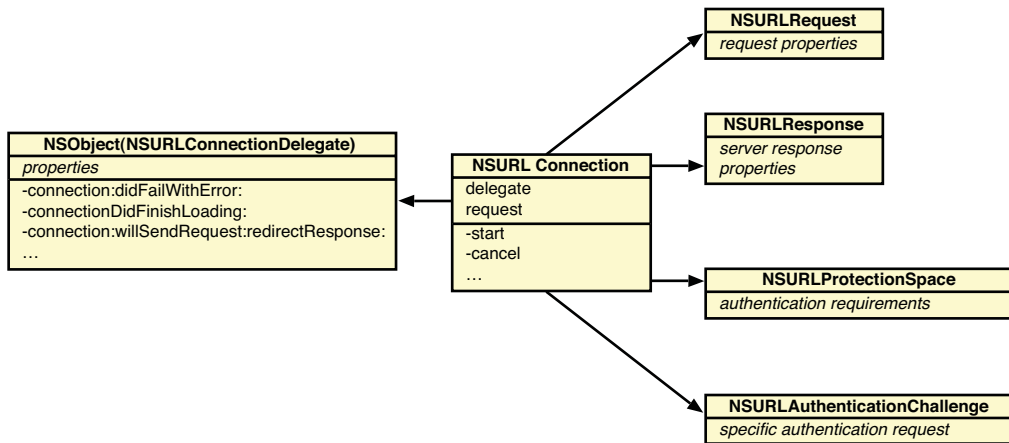 NSURLRequest
request properties
NSURLResponse
server response
properties
NSObject(NSURLConnectionDelegate)
properties
-connection:didFailWithError:
-connectionDidFinishLoading:
-connection:willSendRequest:redirectResponse:
…
NSURL Connection
delegate
request
-start
-cancel
…
NSURLProtectionSpace
authentication requirements
NSURLAuthenticationChallenge
specific authentication request